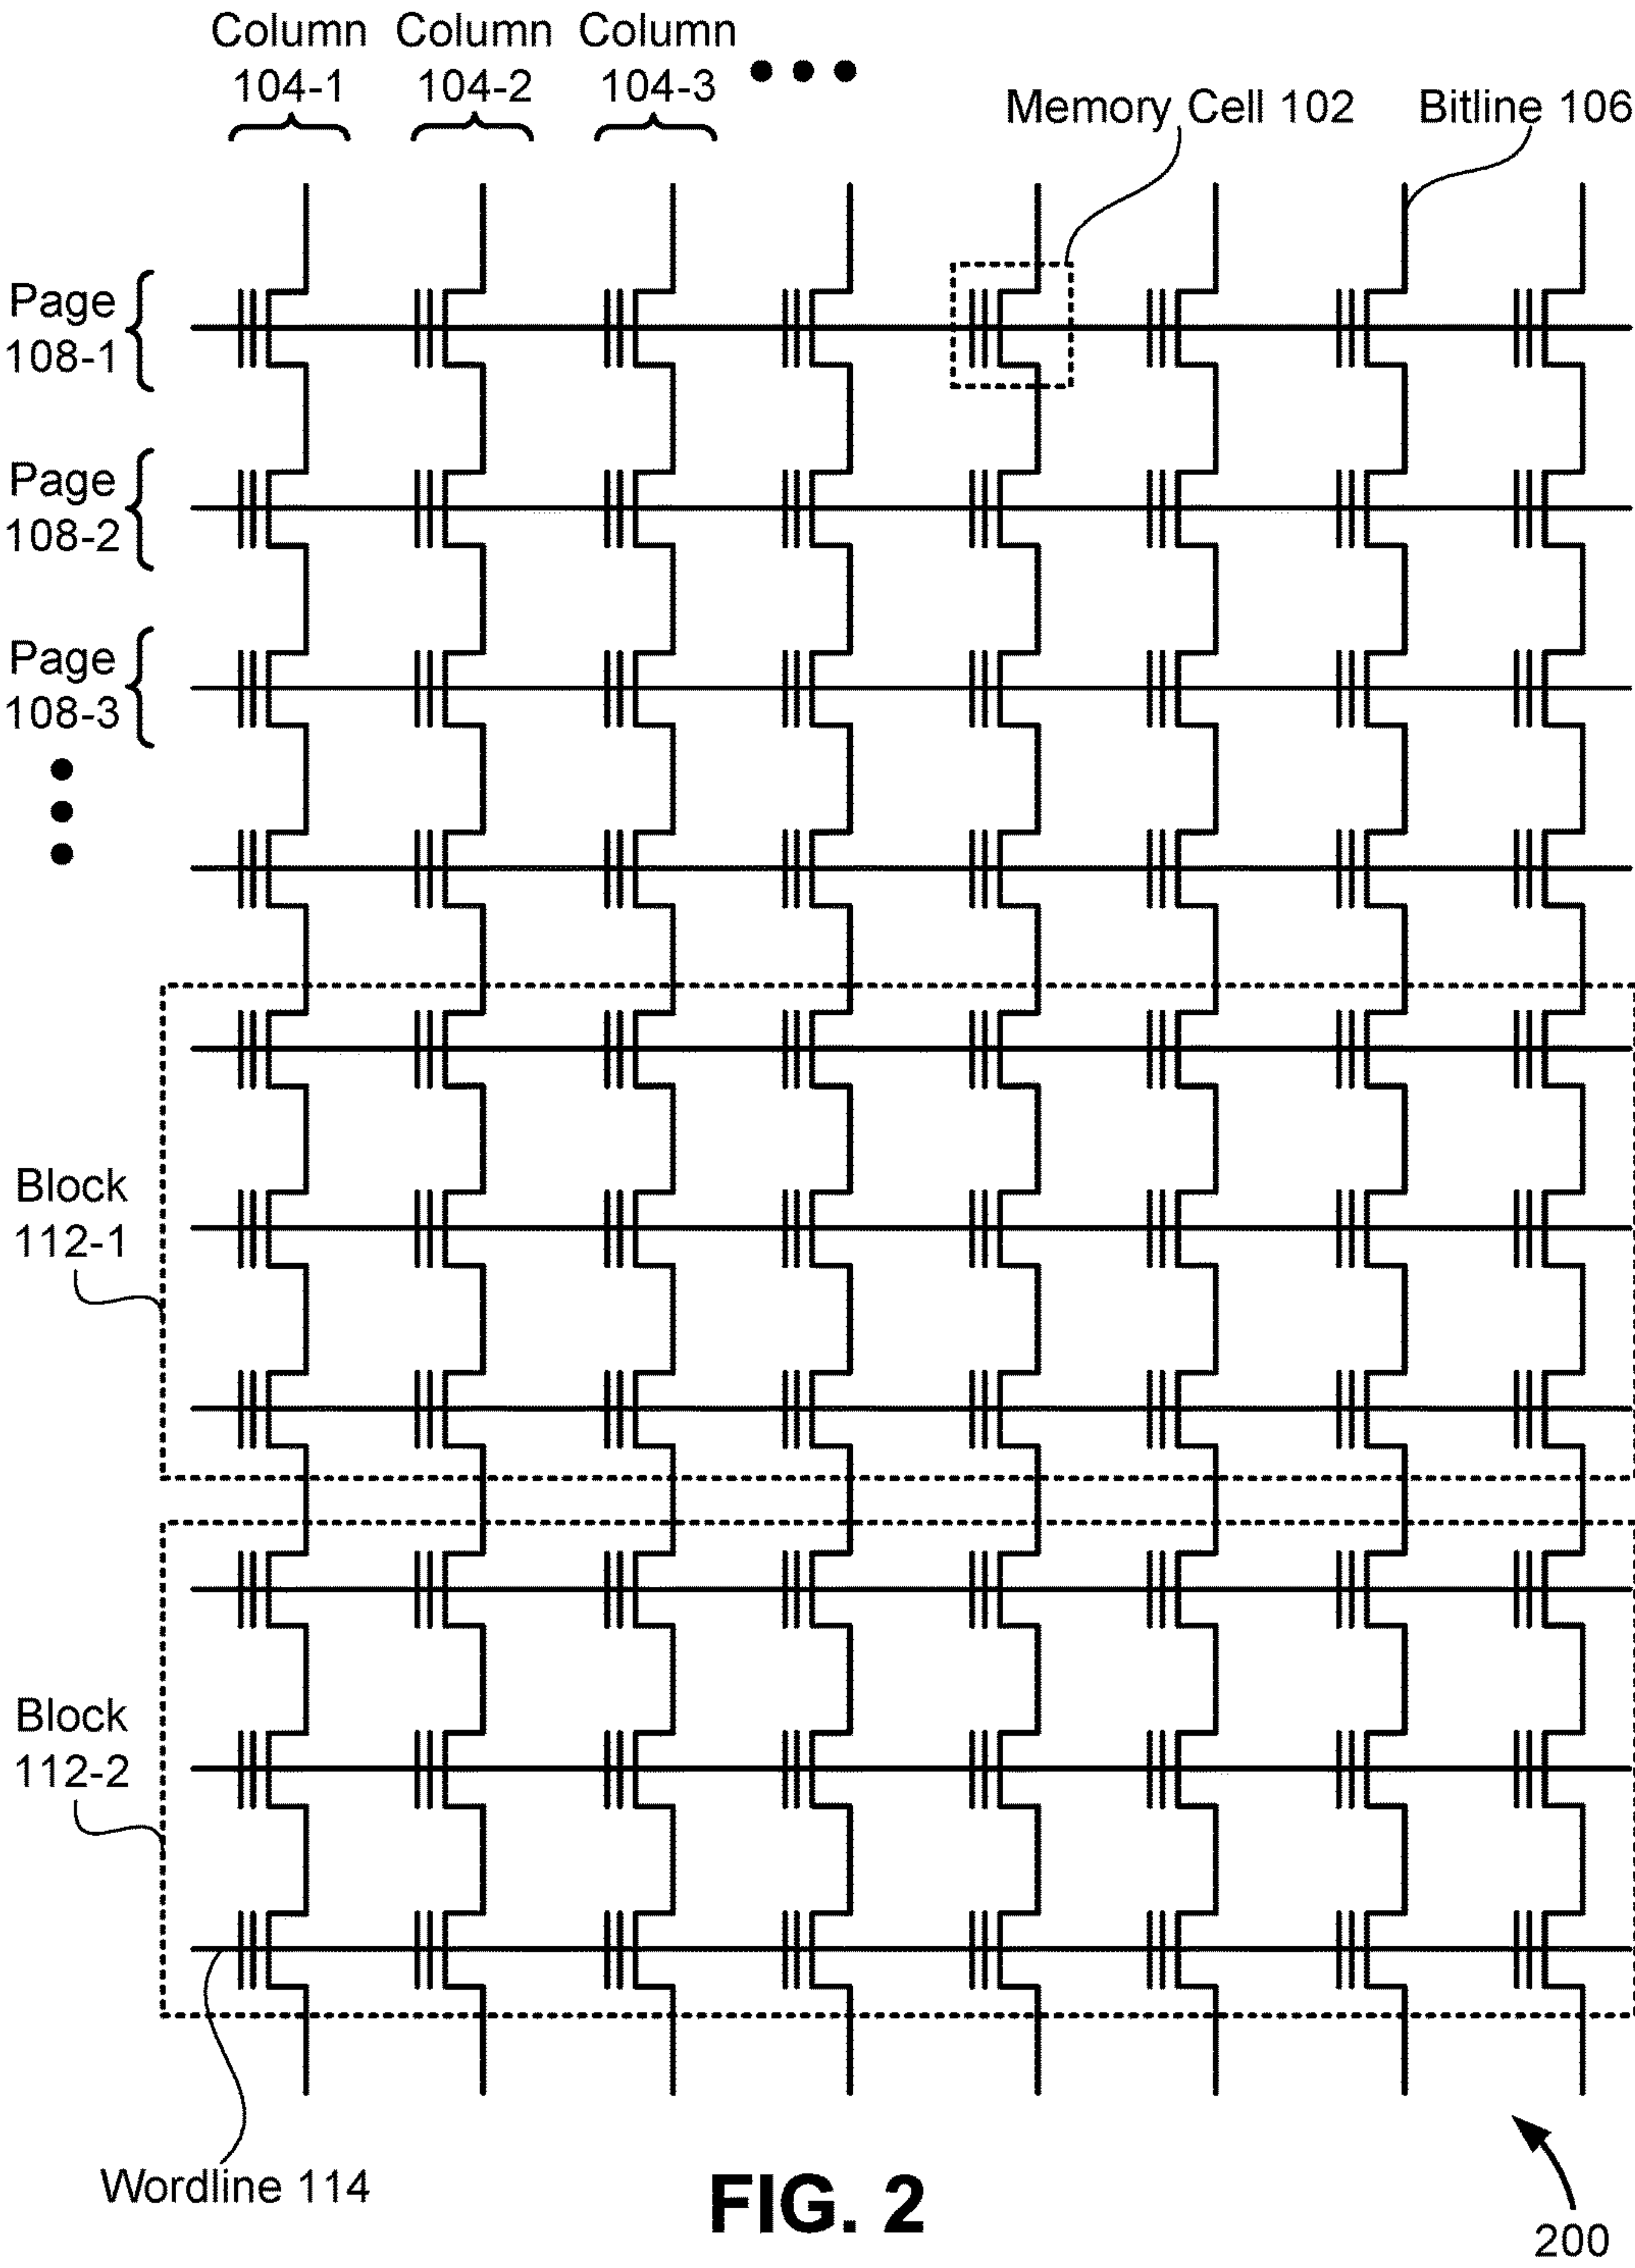 Column Column Column
104-1 104-2 104-3
Memory Cell 102 Bitline 106
Page
108-1
Page
108-2
Page
108-3
Block
112-1
Block
112-2
Wordline 114
FIG. 2
200